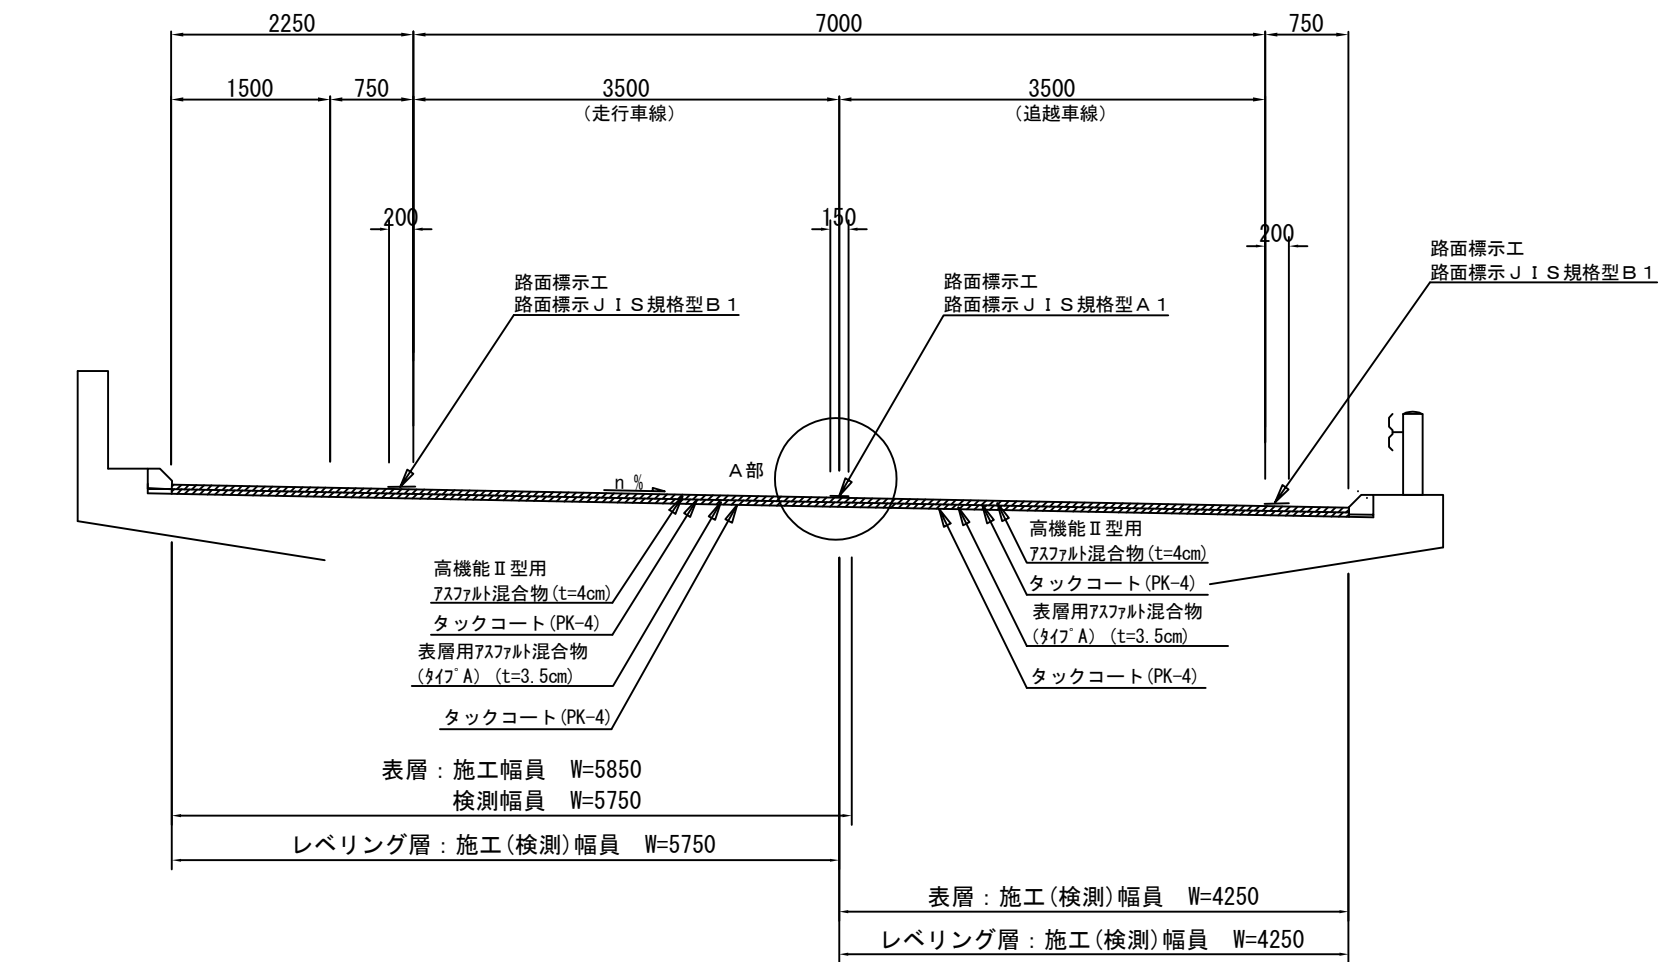 2250
7000
750
1500
750
3500
3500
(走行車線)
(追越車線)
200
150
200
路面標示工
路面標示ＪＩＳ規格型Ｂ１
路面標示工
路面標示ＪＩＳ規格型Ａ１
路面標示工
路面標示ＪＩＳ規格型Ｂ１
n %
Ａ部
高機能Ⅱ型用
ｱｽﾌｧﾙﾄ混合物(t=4cm)
タックコート(PK-4)
表層用ｱｽﾌｧﾙﾄ混合物
(ﾀｲﾌﾟA) (t=3.5cm)
タックコート(PK-4)
高機能Ⅱ型用
ｱｽﾌｧﾙﾄ混合物(t=4cm)
タックコート(PK-4)
表層用ｱｽﾌｧﾙﾄ混合物
(ﾀｲﾌﾟA) (t=3.5cm)
タックコート(PK-4)
表層：施工幅員　W=5850
検測幅員　W=5750
レベリング層：施工(検測)幅員　W=5750
表層：施工(検測)幅員　W=4250
レベリング層：施工(検測)幅員　W=4250